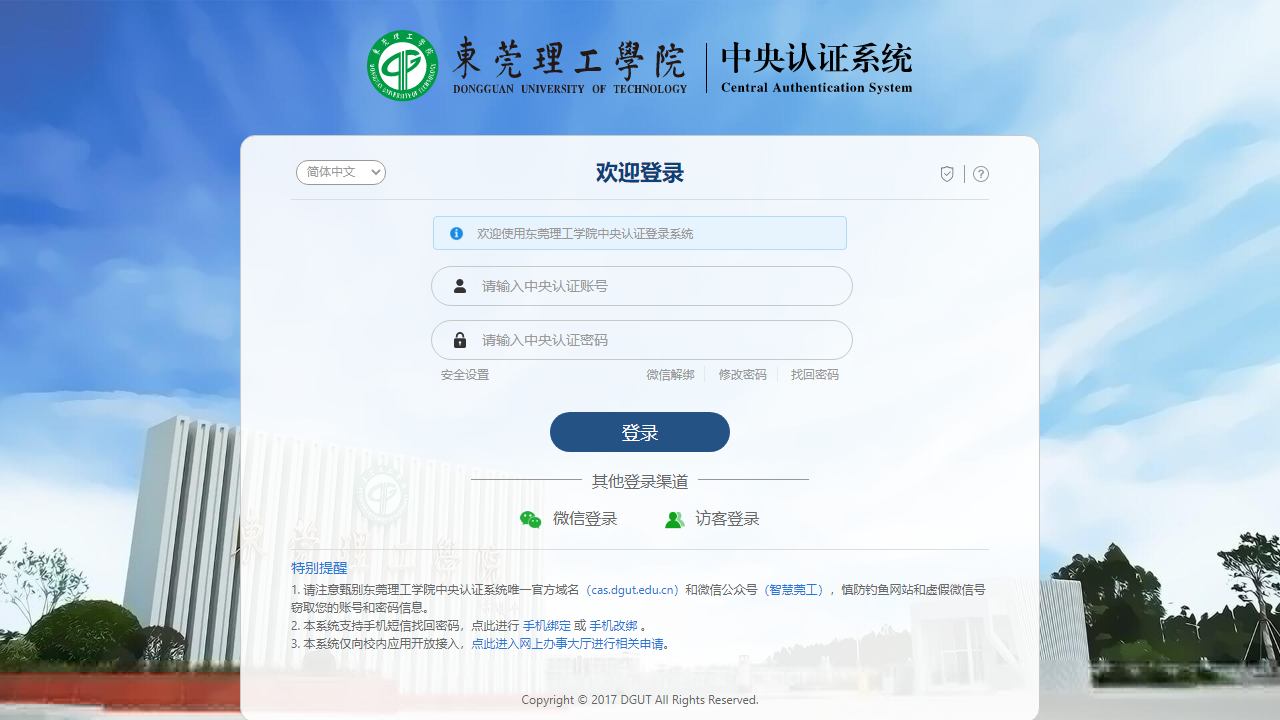 東莞理工學院
DONGGUAN UNIVERSITY OF TECHNOLOGY
中央认证系统
Central Authentication System
简体中文
欢迎登录
欢迎使用东莞理工学院中央认证登录系统
请输入中央认证账号
请输入中央认证密码
安全设置
微信解绑
修改密码
找回密码
登录
其他登录渠道
微信登录
访客登录
特别提醒
1. 请注意甄别东莞理工学院中央认证系统唯一官方域名（cas.dgut.edu.cn）和微信公众号（智慧莞工），慎防钓鱼网站和虚假微信号
窃取您的账号和密码信息。
2. 本系统支持手机短信找回密码，点此进行 手机绑定 或 手机改绑 。
3. 本系统仅向校内应用开放接入，点此进入网上办事大厅进行相关申请。
Copyright © 2017 DGUT All Rights Reserved.